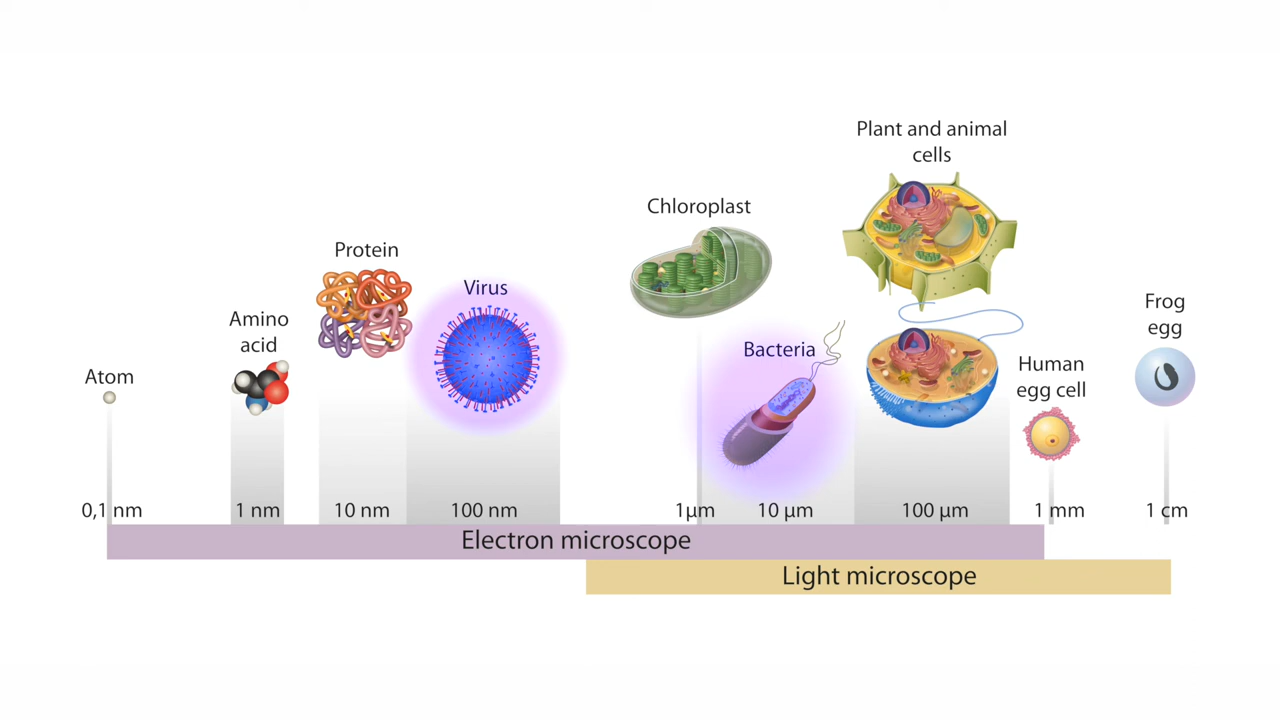 Plant and animal
cells
Chloroplast
Protein
Virus
Frog
egg
Amino
acid
Bacteria
Human
egg cell
Atom
0,1 nm
1 nm
10 nm
100 nm
1µm
10 µm
100 µm
1 mm
1 cm
Electron microscope
Light microscope